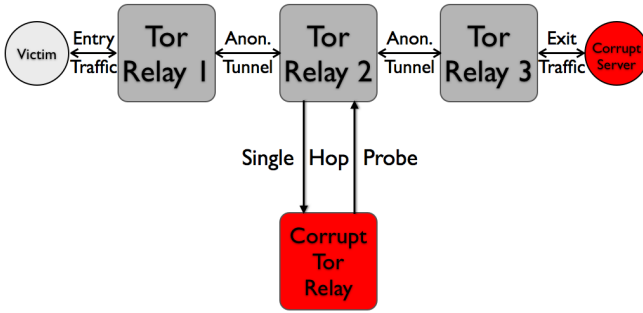 Victim
Entry
Traffic
Tor
Relay 1
Anon.
Tunnel
Tor
Relay 2
Anon.
Tunnel
Tor
Relay 3
Exit
Traffic
Corrupt
Server
Single Hop Probe
Corrupt
Tor
Relay